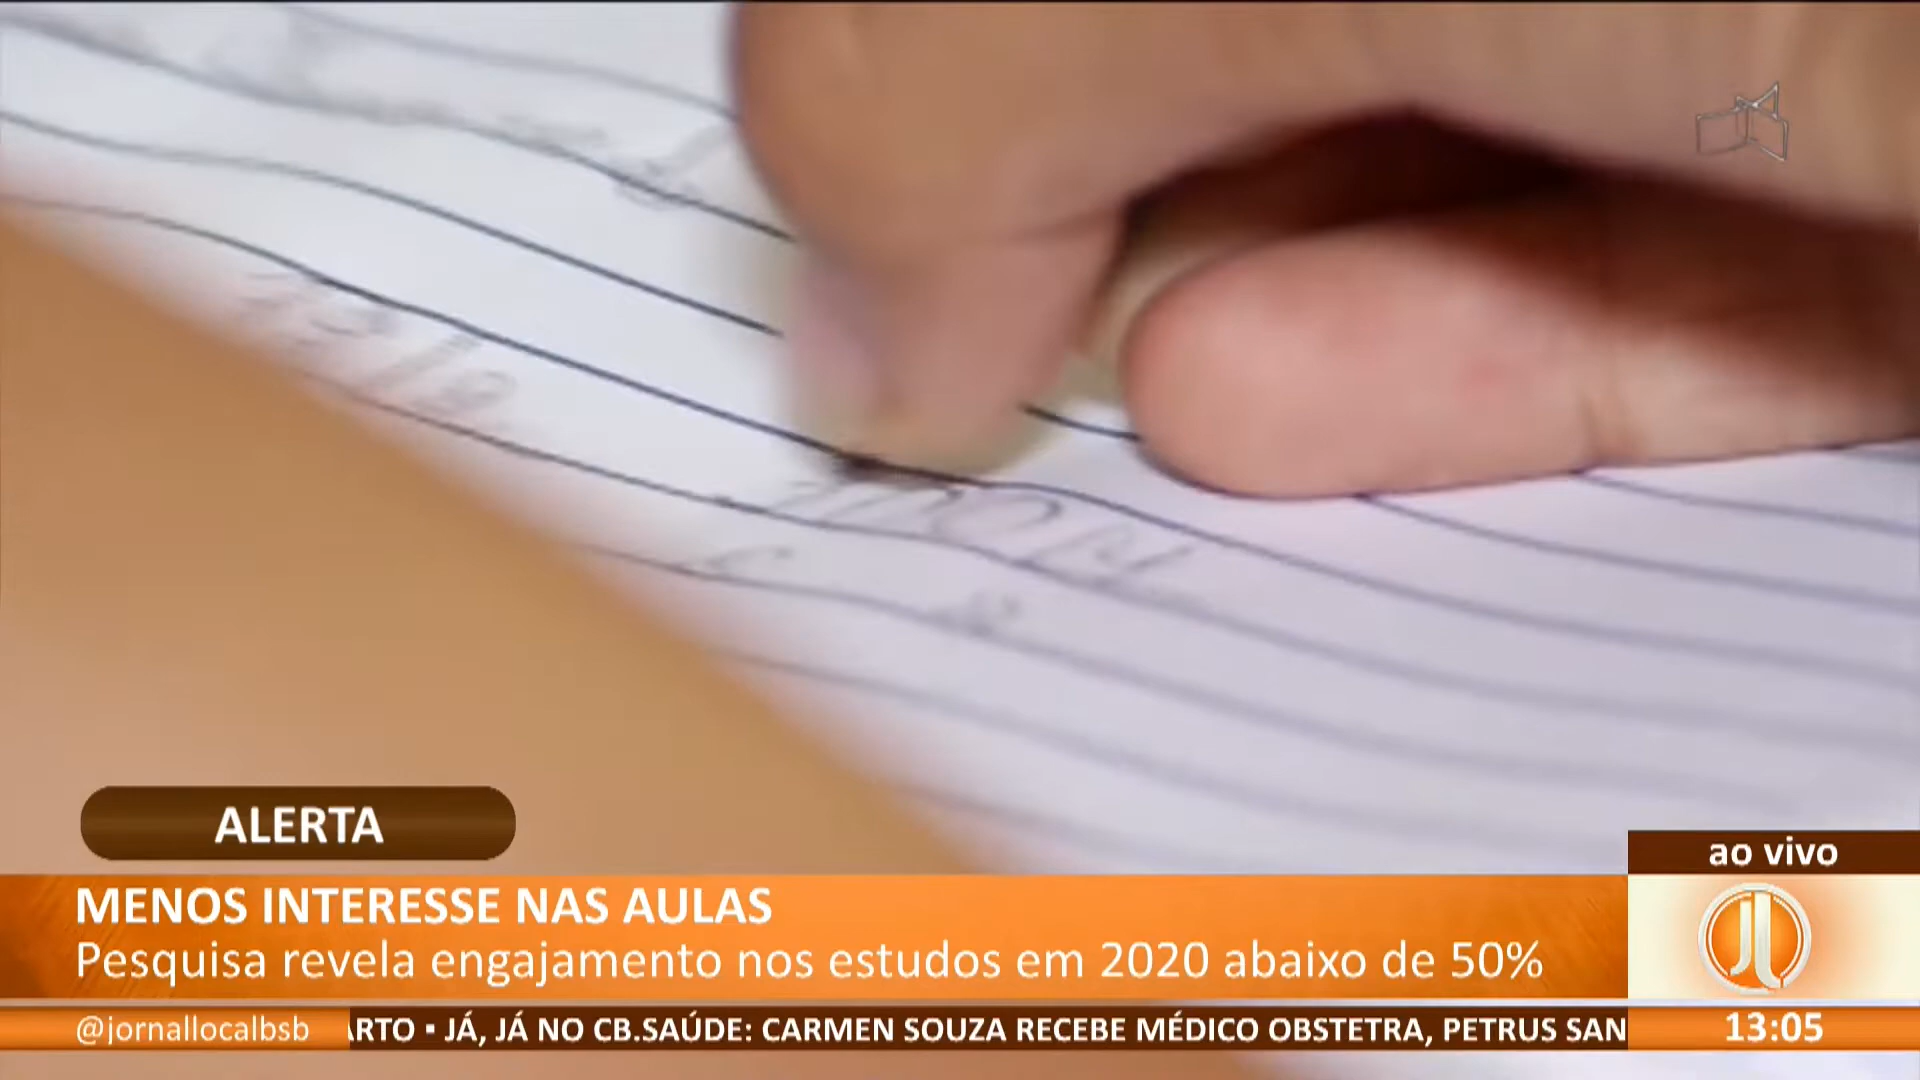 ALERTA
ao vivo
MENOS INTERESSE NAS AULAS
Pesquisa revela engajamento nos estudos em 2020 abaixo de 50%
JL
@jornallocalbsb
RTO ▪ JÁ, JÁ NO CB.SAÚDE: CARMEN SOUZA RECEBE MÉDICO OBSTETRA, PETRUS SAN
13:05